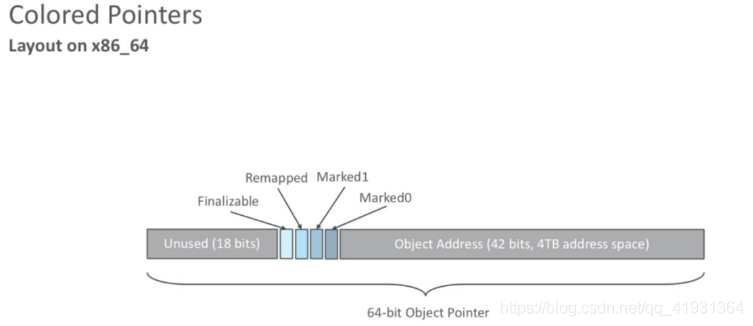 Colored Pointers
Layout on x86_64
Remapped Marked1
Finalizable
Marked0
Unused (18 bits)
Object Address (42 bits, 4TB address space)
64-bit Object Pointer
https://blog.csdn.net/qq_41931364